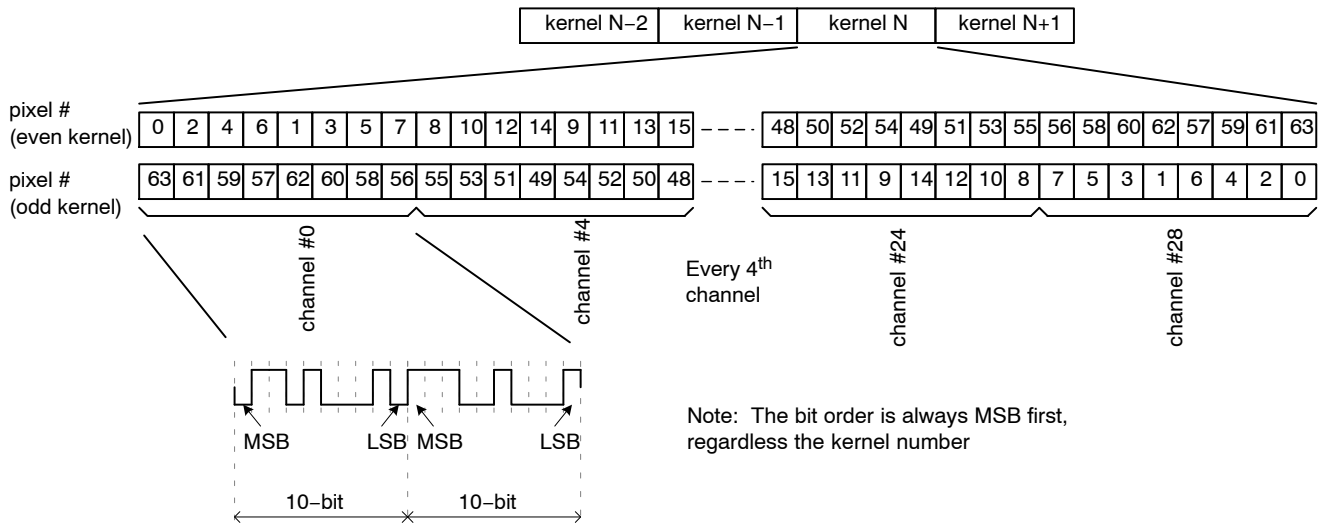 kernel N−2 kernel N−1 kernel N kernel N+1
pixel #
(even kernel)
0 2 4 6 1 3 5 7 8 10 12 14 9 11 13 15 48 50 52 54 49 51 53 55 56 58 60 62 57 59 61 63
pixel #
(odd kernel)
63 61 59 57 62 60 58 56 55 53 51 49 54 52 50 48 15 13 11 9 14 12 10 8 7 5 3 1 6 4 2 0
channel #0
channel #4
Every 4th
channel
channel #24
channel #28
MSB LSB MSB LSB
Note: The bit order is always MSB first,
regardless the kernel number
10−bit 10−bit